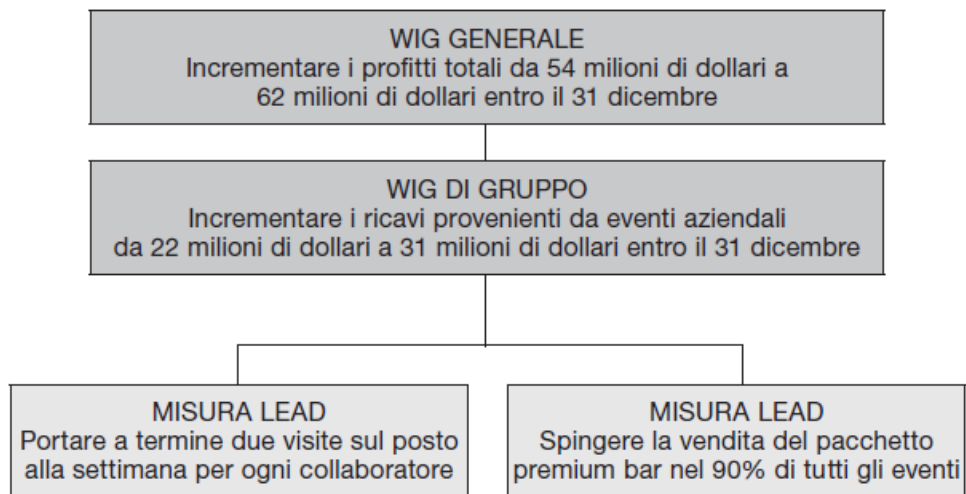 WIG GENERALE
Incrementare i profitti totali da 54 milioni di dollari a
62 milioni di dollari entro il 31 dicembre
WIG DI GRUPPO
Incrementare i ricavi provenienti da eventi aziendali
da 22 milioni di dollari a 31 milioni di dollari entro il 31 dicembre
MISURA LEAD
Portare a termine due visite sul posto
alla settimana per ogni collaboratore
MISURA LEAD
Spingere la vendita del pacchetto
premium bar nel 90% di tutti gli eventi